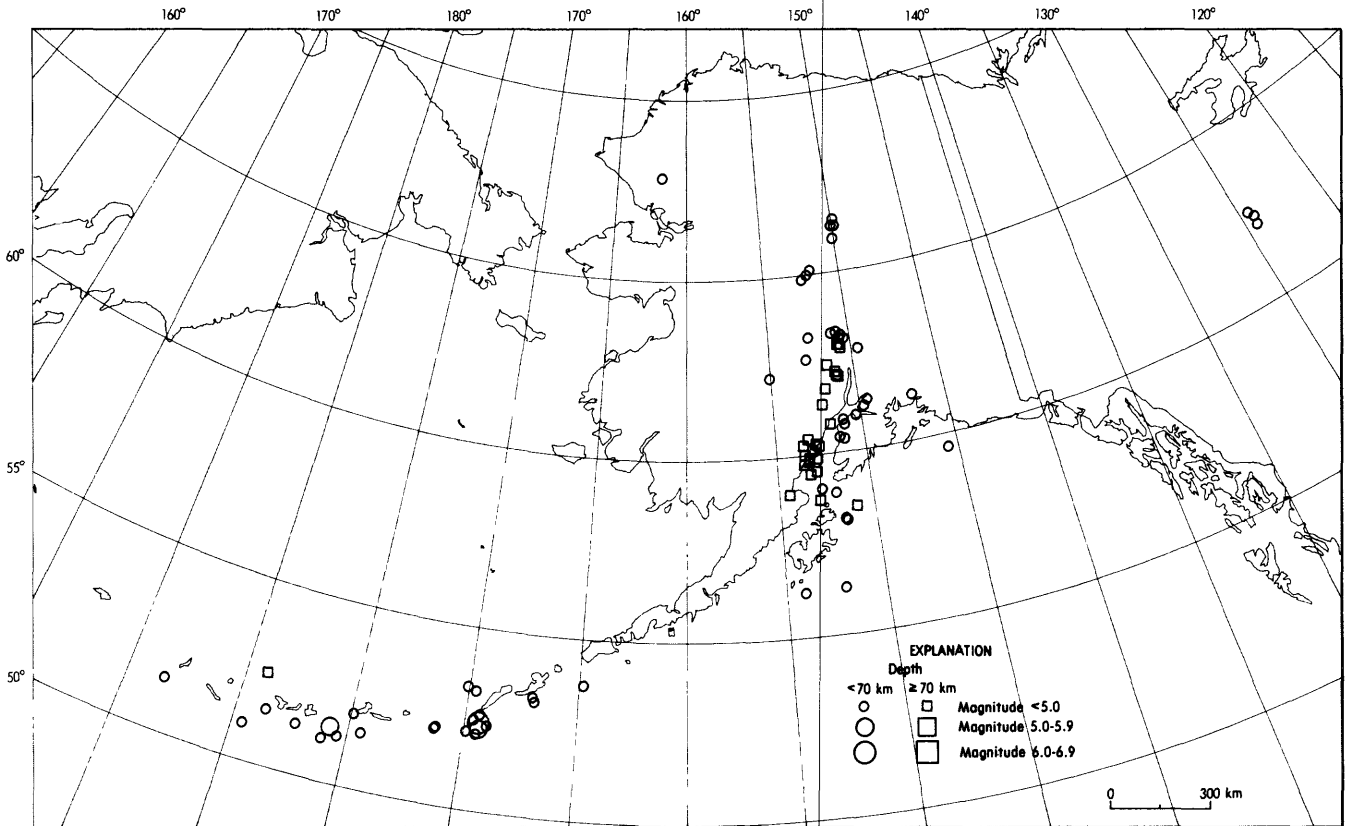 160° 170° 180° 170° 160° 150° 140° 130° 120°
60°
55°
50°
EXPLANATION
Depth
<70 km ≥70 km
Magnitude <5.0
Magnitude 5.0-5.9
Magnitude 6.0-6.9
0 300 km